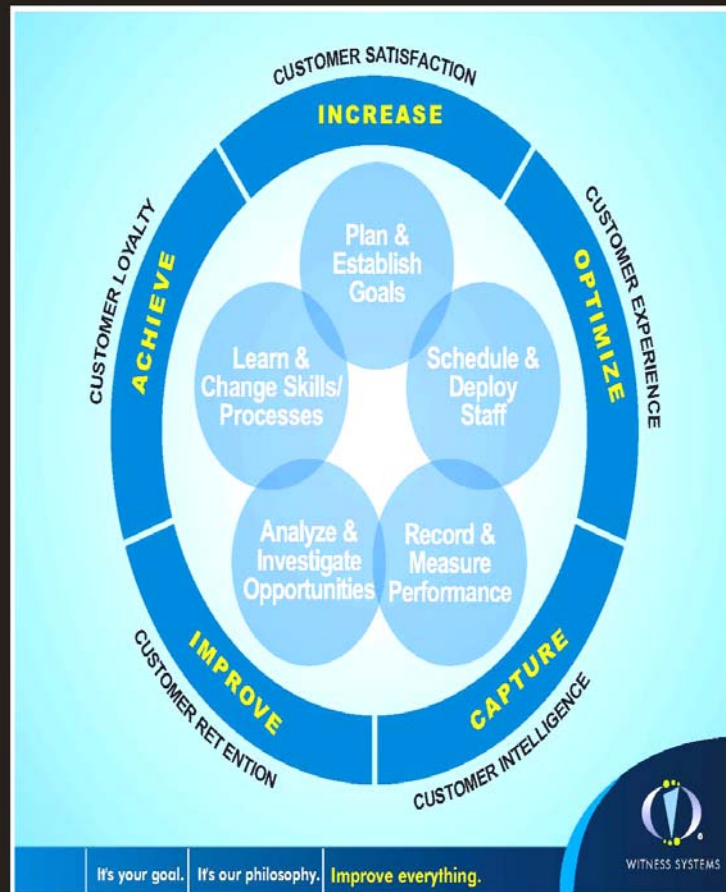 CUSTOMER SATISFACTION
INCREASE
CUSTOMER EXPERIENCE
OPTIMIZE
CUSTOMER INTELLIGENCE
CAPTURE
CUSTOMER RETENTION
IMPROVE
CUSTOMER LOYALTY
ACHIEVE
Plan &
Establish
Goals
Schedule &
Deploy
Staff
Record &
Measure
Performance
Analyze &
Investigate
Opportunities
Learn &
Change Skills/
Processes
It's your goal. It's our philosophy. Improve everything.
WITNESS SYSTEMS